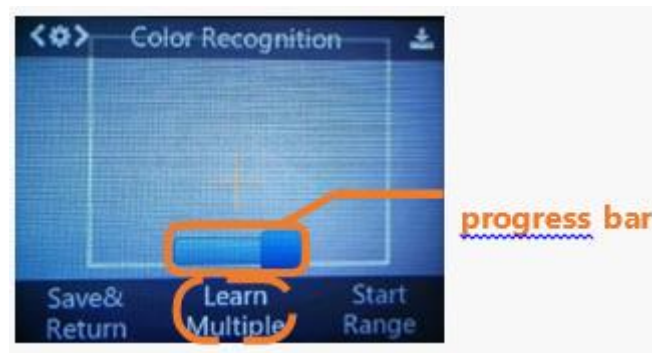 Color Recognition
progress bar
Save& Return
Learn Multiple
Start Range